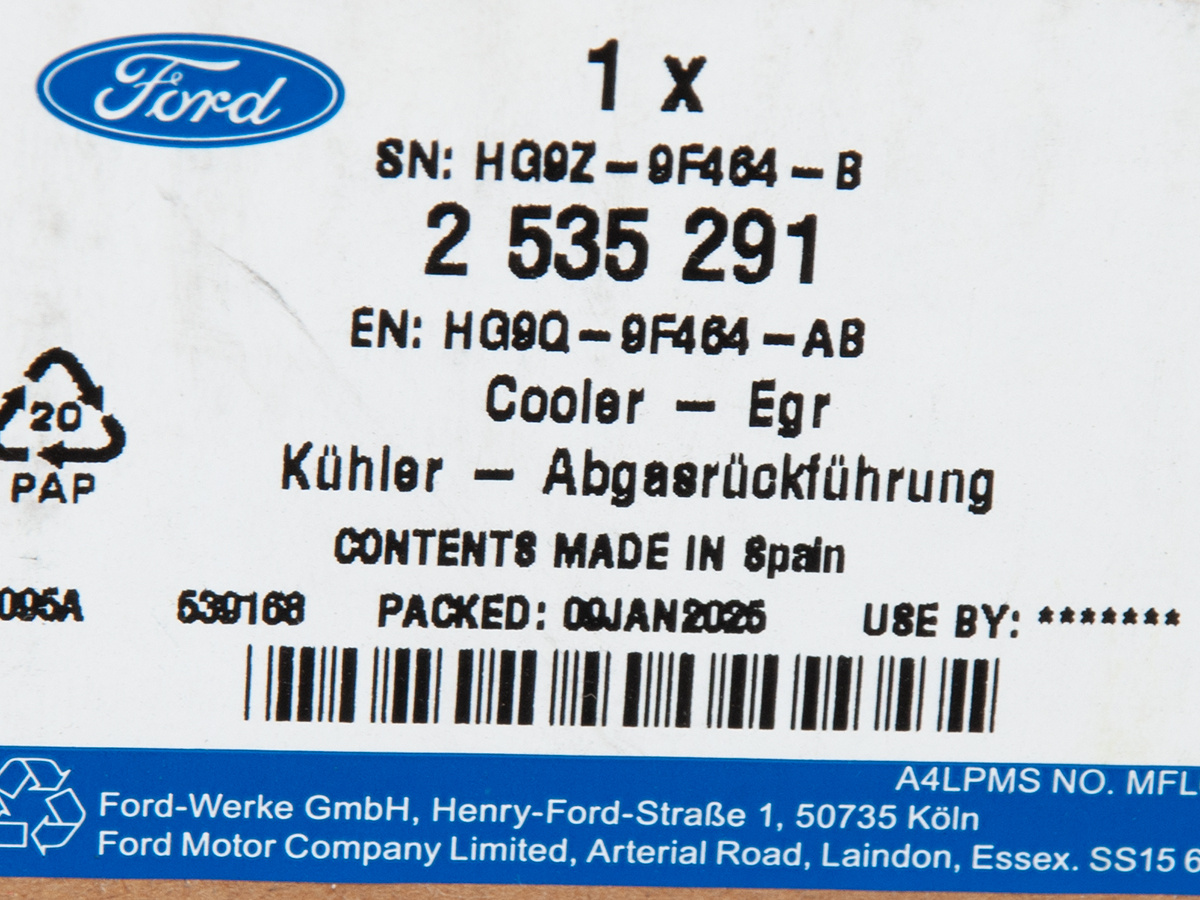 Ford
1 x
SN: HG9Z-9F464-B
2 535 291
EN: HG9Q-9F464-AB
Cooler - Egr
Kühler - Abgasrückführung
20
PAP
CONTENTS MADE IN Spain
095A 539168 PACKED: 09JAN2025 USE BY: *******
A4LPMS NO. MFL
Ford-Werke GmbH, Henry-Ford-Straße 1, 50735 Köln
Ford Motor Company Limited, Arterial Road, Laindon, Essex. SS15 6